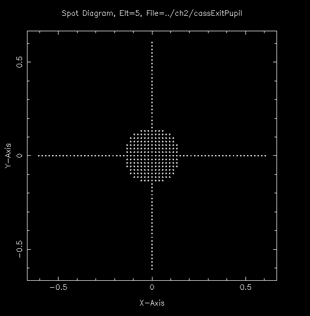 Spot Diagram, Elt=5, File=../ch2/cassExitPupil
0.5
0
−0.5
Y−Axis
−0.5 0 0.5
X−Axis